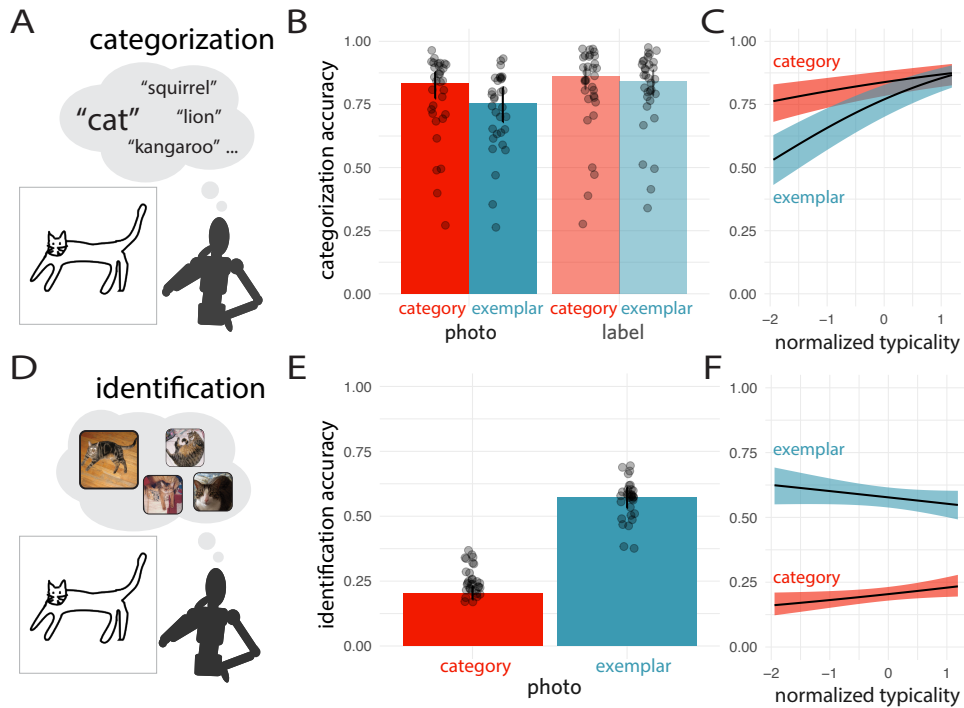 A
categorization
“squirrel”
“cat”
“lion”
“kangaroo” ...
B
categorization accuracy
1.00
0.75
0.50
0.25
0.00
category exemplar category exemplar
photo label
C
1.00
0.75
0.50
0.25
0.00
category
exemplar
−2 −1 0 1
normalized typicality
D
identification
E
identification accuracy
1.00
0.75
0.50
0.25
0.00
category exemplar
photo
F
1.00
0.75
0.50
0.25
0.00
exemplar
category
−2 −1 0 1
normalized typicality